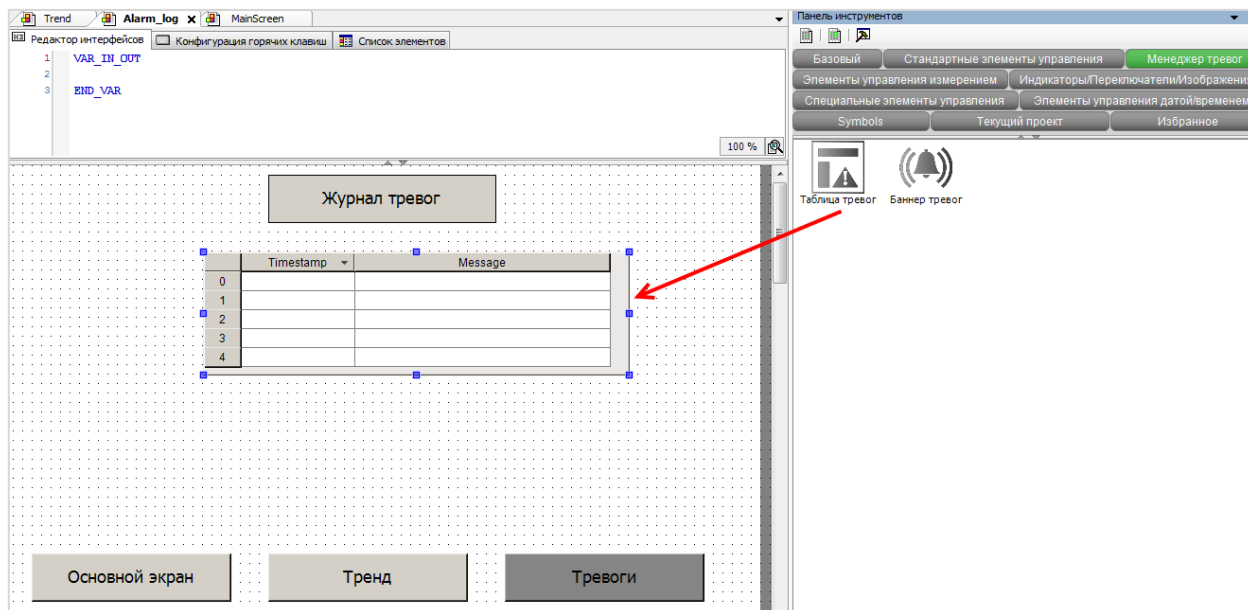 Trend Alarm_log x MainScreen
Редактор интерфейсов Конфигурация горячих клавиш Список элементов
1 VAR_IN_OUT
2
3 END_VAR
100 %
Журнал тревог
Timestamp Message
0
1
2
3
4
Основной экран Тренд Тревоги
Панель инструментов
Базовый Стандартные элементы управления Менеджер тревог
Элементы управления измерением Индикаторы/Переключатели/Изображения
Специальные элементы управления Элементы управления датой/временем
Symbols Текущий проект Избранное
Таблица тревог Баннер тревог